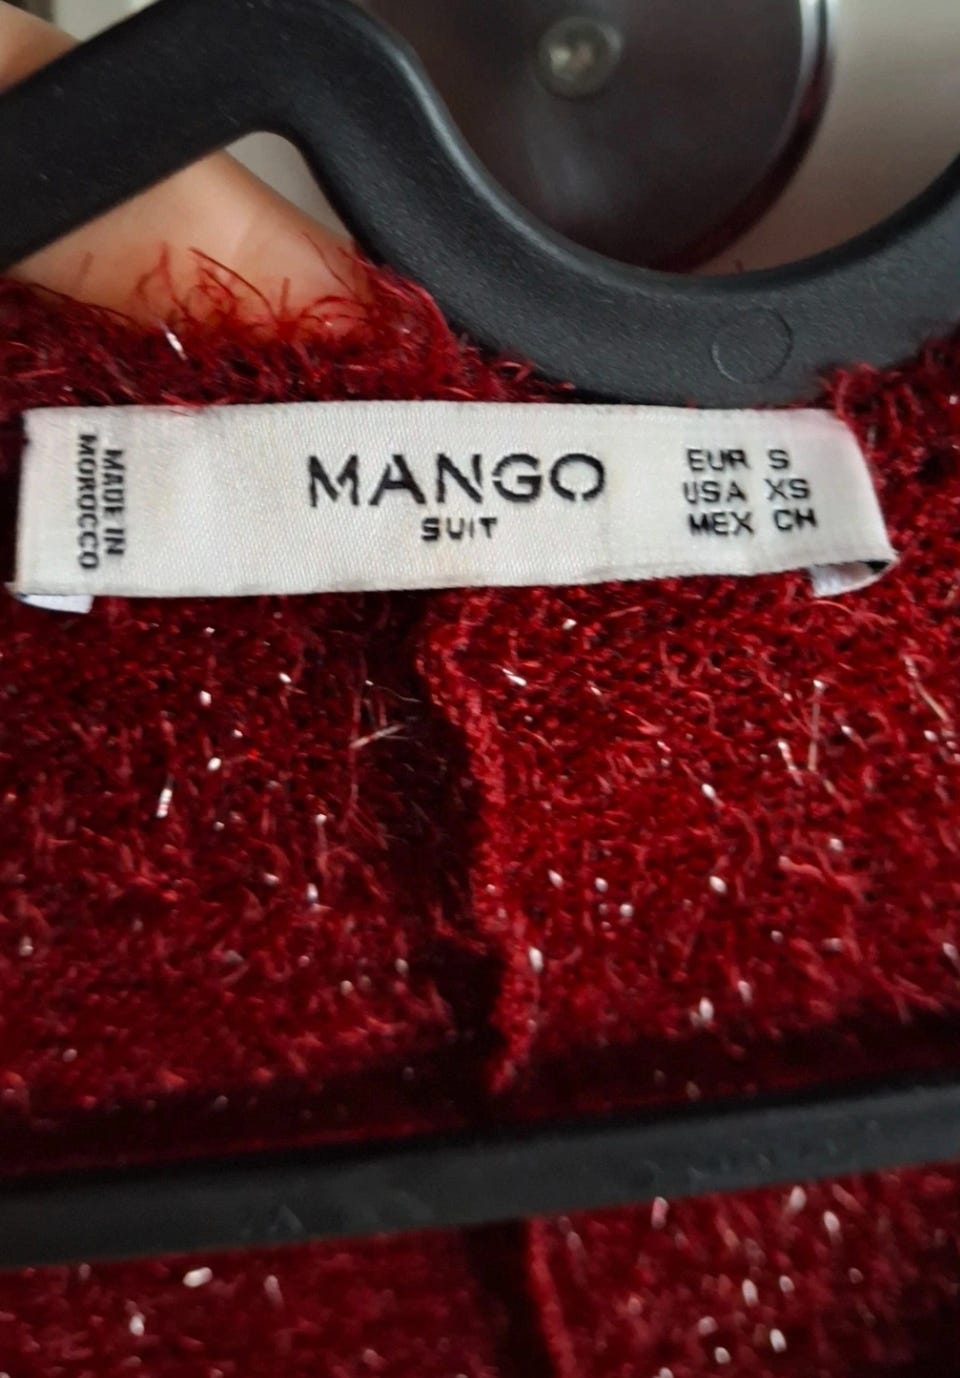 MADE IN
MOROCCO
MANGO
SUIT
EUR S
USA XS
MEX CH